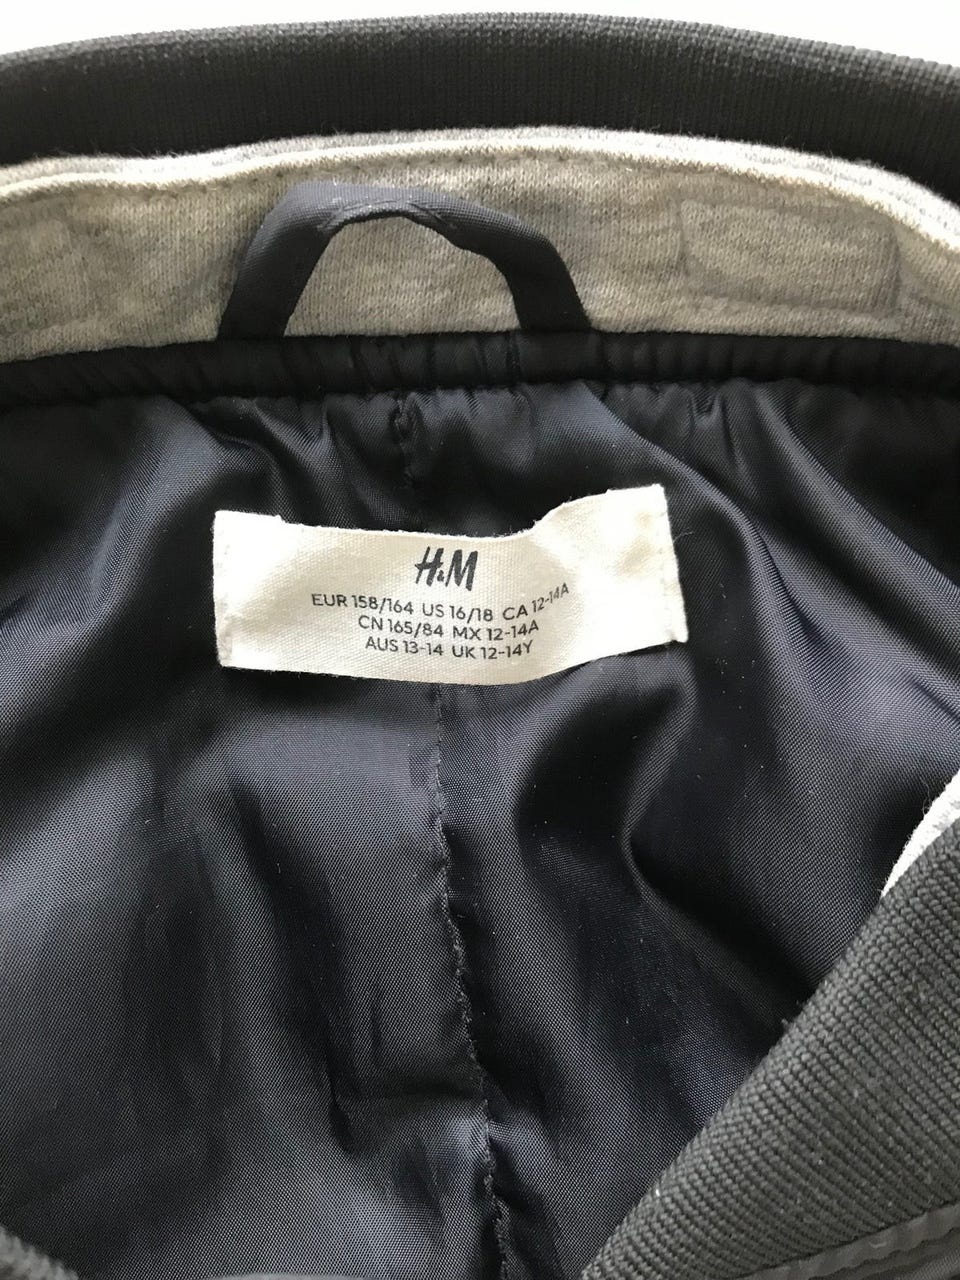 H&M
EUR 158/164 US 16/18 CA 12-14A
CN 165/84 MX 12-14A
AUS 13-14 UK 12-14Y